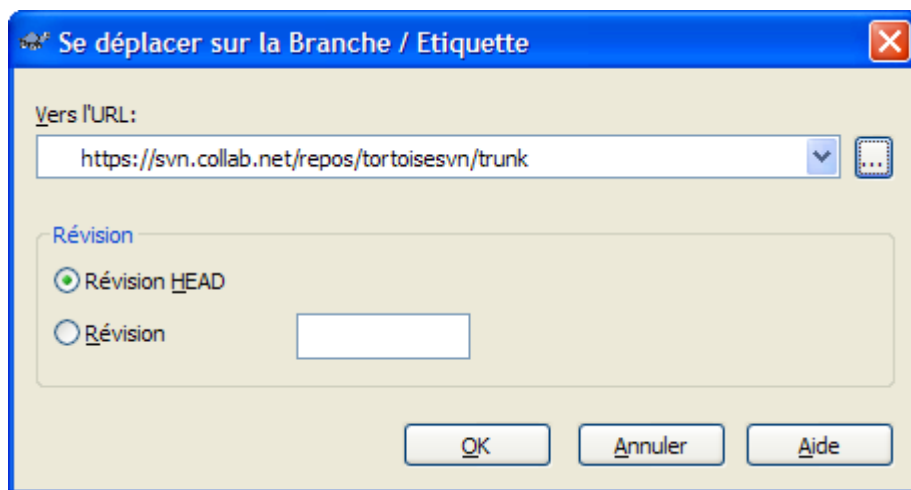 Se déplacer sur la Branche / Etiquette
Vers l'URL:
https://svn.collab.net/repos/tortoisesvn/trunk
...
Révision
Révision HEAD
Révision
OK
Annuler
Aide